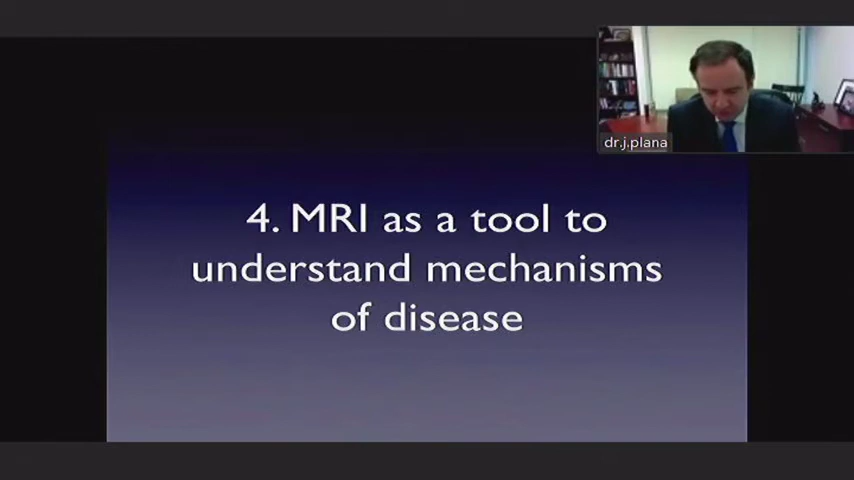 dr.j.plana
4. MRI as a tool to
understand mechanisms
of disease